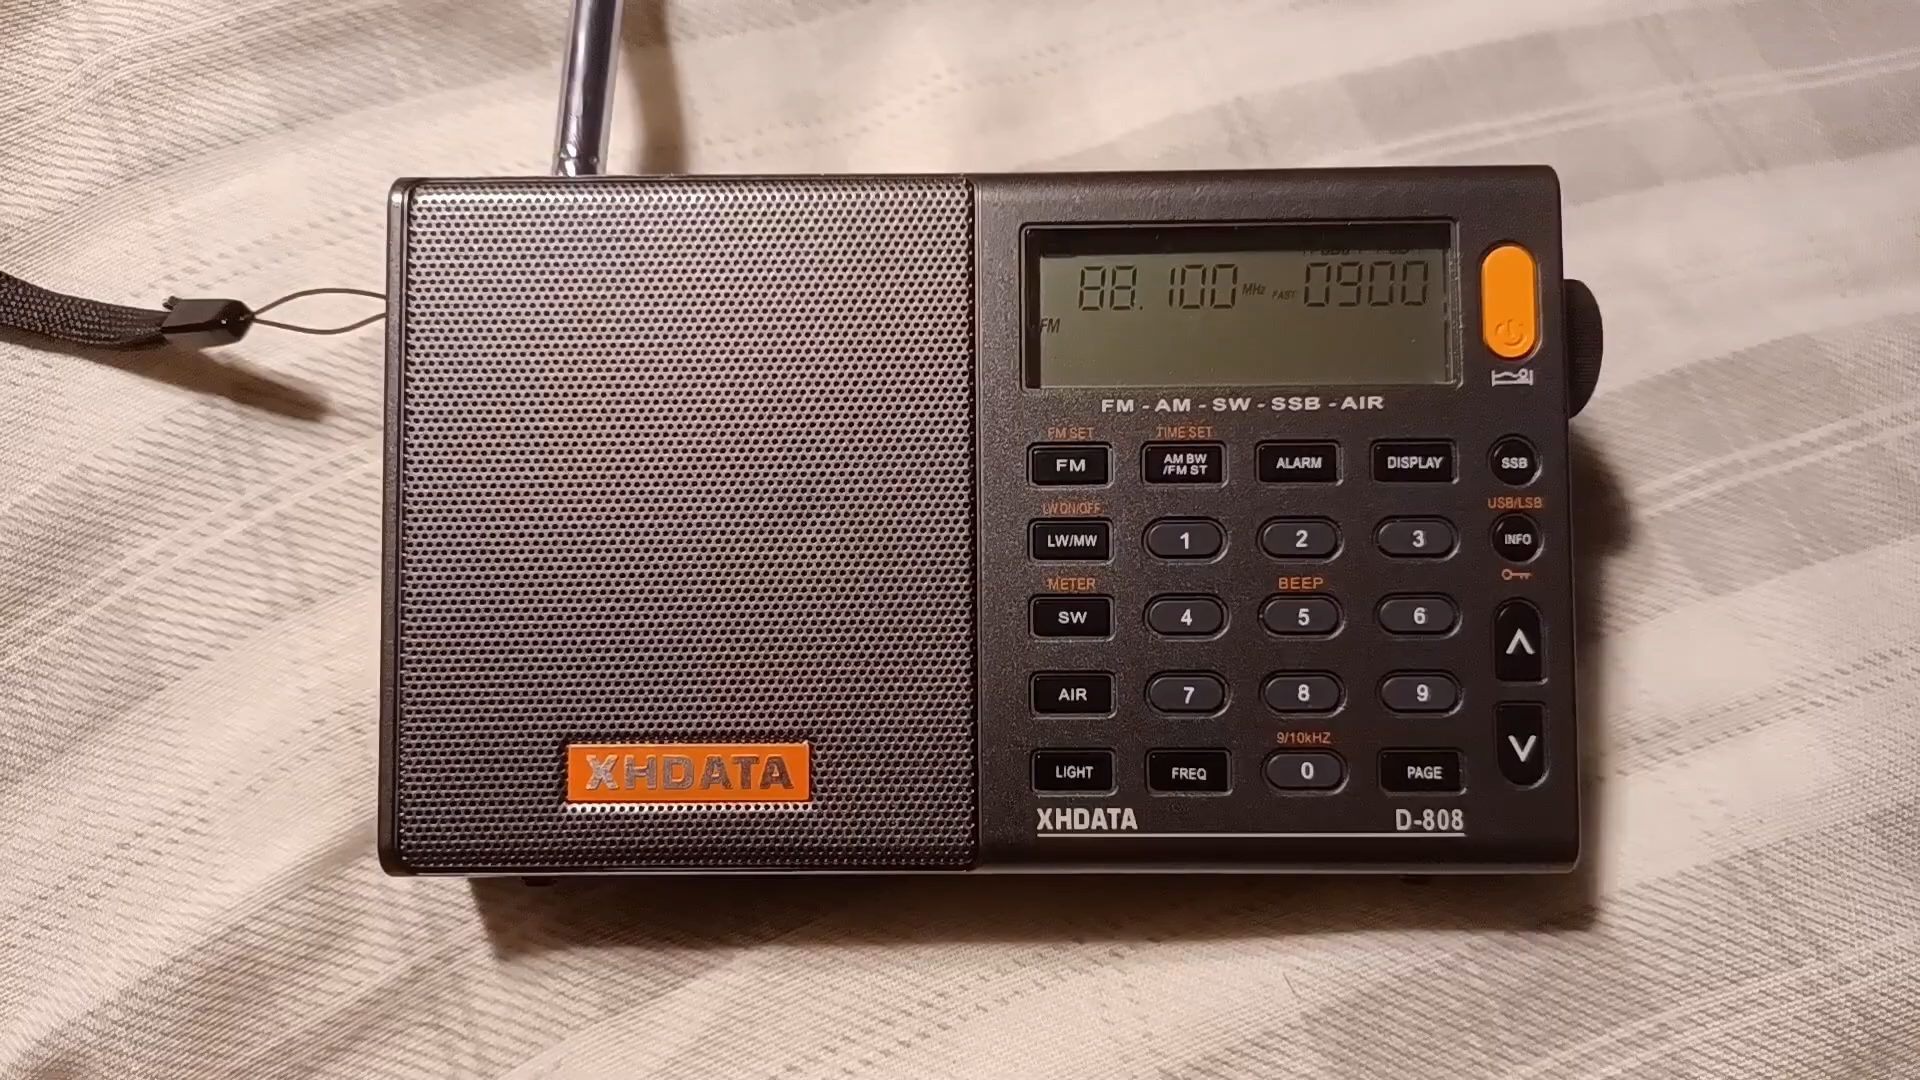 88.100 MHz FAST 0900
FM
FM - AM - SW - SSB - AIR
FM SET TIME SET
FM AM BW /FM ST ALARM DISPLAY SSB
LW ON/OFF USB/LSB
LW/MW 1 2 3 INFO
METER BEEP
SW 4 5 6
AIR 7 8 9
9/10kHZ
LIGHT FREQ 0 PAGE
XHDATA
XHDATA D-808